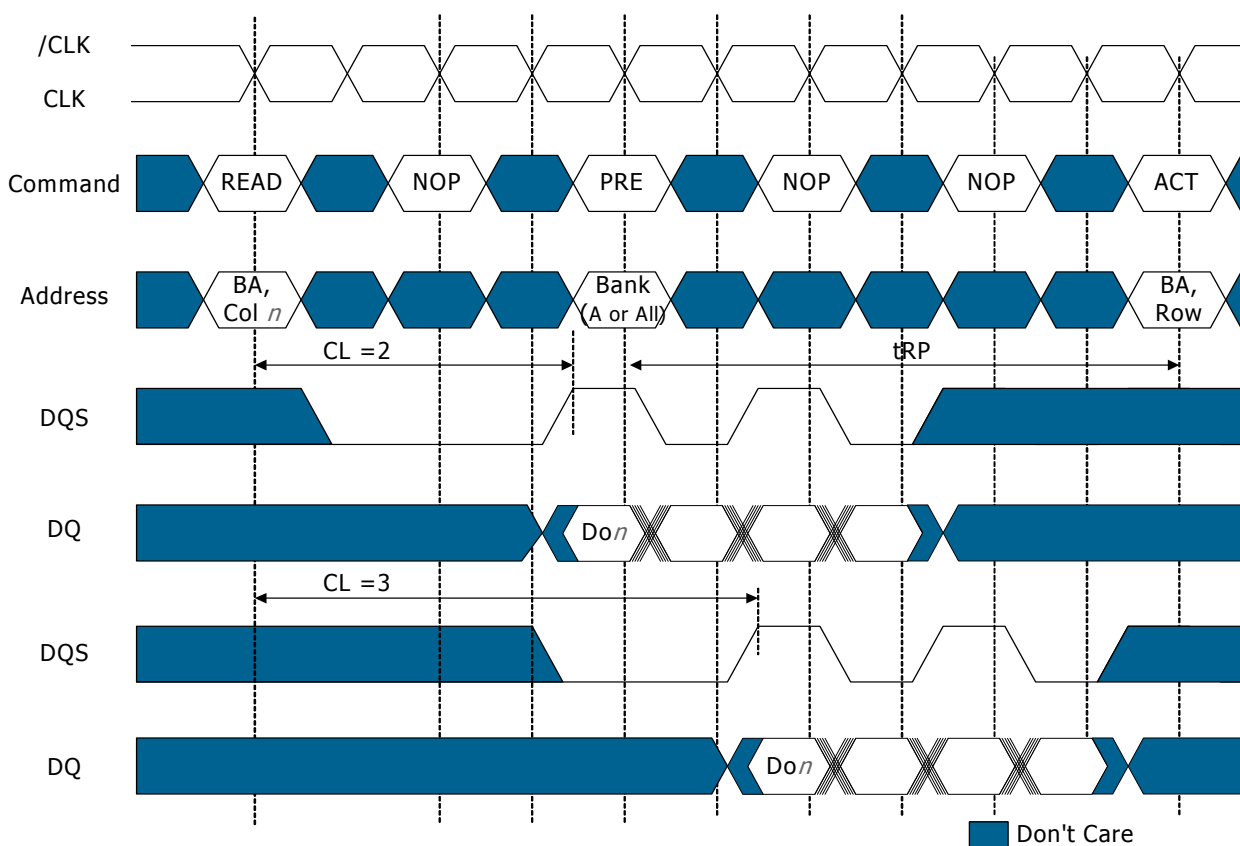 /CLK
CLK
Command
READ
NOP
PRE
NOP
NOP
ACT
Address
BA,
Col n
Bank
(A or All)
BA,
Row
CL =2
tRP
DQS
DQ
Don
CL =3
DQS
DQ
Don
Don't Care